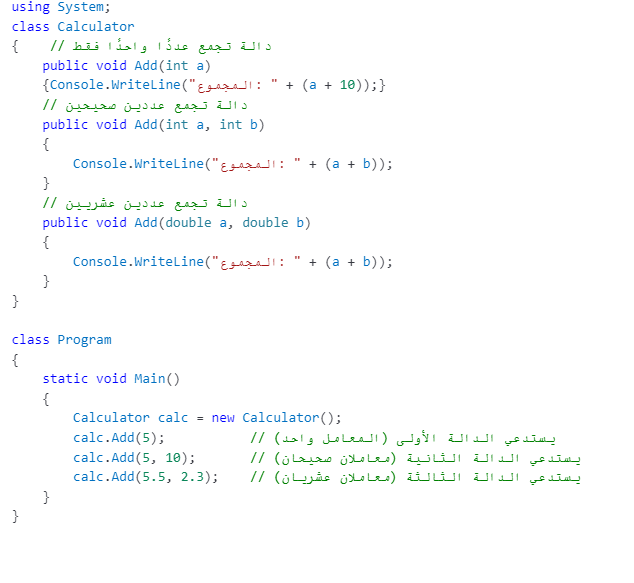 using System;
class Calculator
{    // دالة تجمع عددًا واحدًا فقط
    public void Add(int a)
    {Console.WriteLine("المجموع: " + (a + 10));}
    // دالة تجمع عددين صحيحين
    public void Add(int a, int b)
    {
        Console.WriteLine("المجموع: " + (a + b));
    }
    // دالة تجمع عددين عشريين
    public void Add(double a, double b)
    {
        Console.WriteLine("المجموع: " + (a + b));
    }
}

class Program
{
    static void Main()
    {
        Calculator calc = new Calculator();
        calc.Add(5);           // يستدعي الدالة الأولى (المعامل واحد)
        calc.Add(5, 10);       // يستدعي الدالة الثانية (معاملان صحيحان)
        calc.Add(5.5, 2.3);    // يستدعي الدالة الثالثة (معاملان عشريان)
    }
}